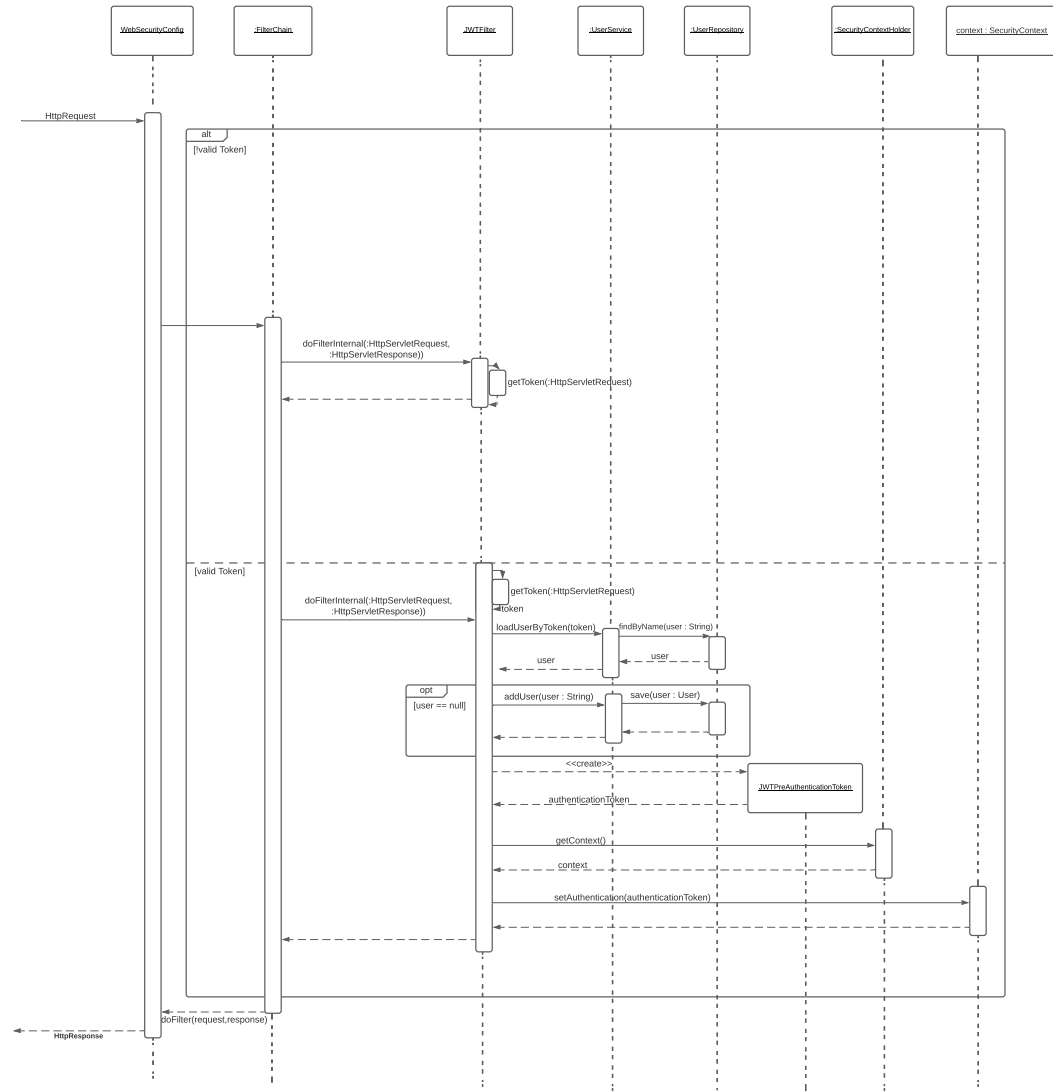 :WebSecurityConfig
:FilterChain
:JWTFilter
:UserService
:UserRepository
:SecurityContextHolder
context : SecurityContext
HttpRequest
alt
[!valid Token]
doFilterInternal(:HttpServletRequest,
:HttpServletResponse))
getToken(:HttpServletRequest)
[valid Token]
getToken(:HttpServletRequest)
doFilterInternal(:HttpServletRequest,
:HttpServletResponse))
token
loadUserByToken(token)
findByName(user : String)
user
user
opt
[user == null]
addUser(user : String)
save(user : User)
<<create>>
:JWTPreAuthenticationToken
authenticationToken
getContext()
context
setAuthentication(authenticationToken)
doFilter(request,response)
HttpResponse